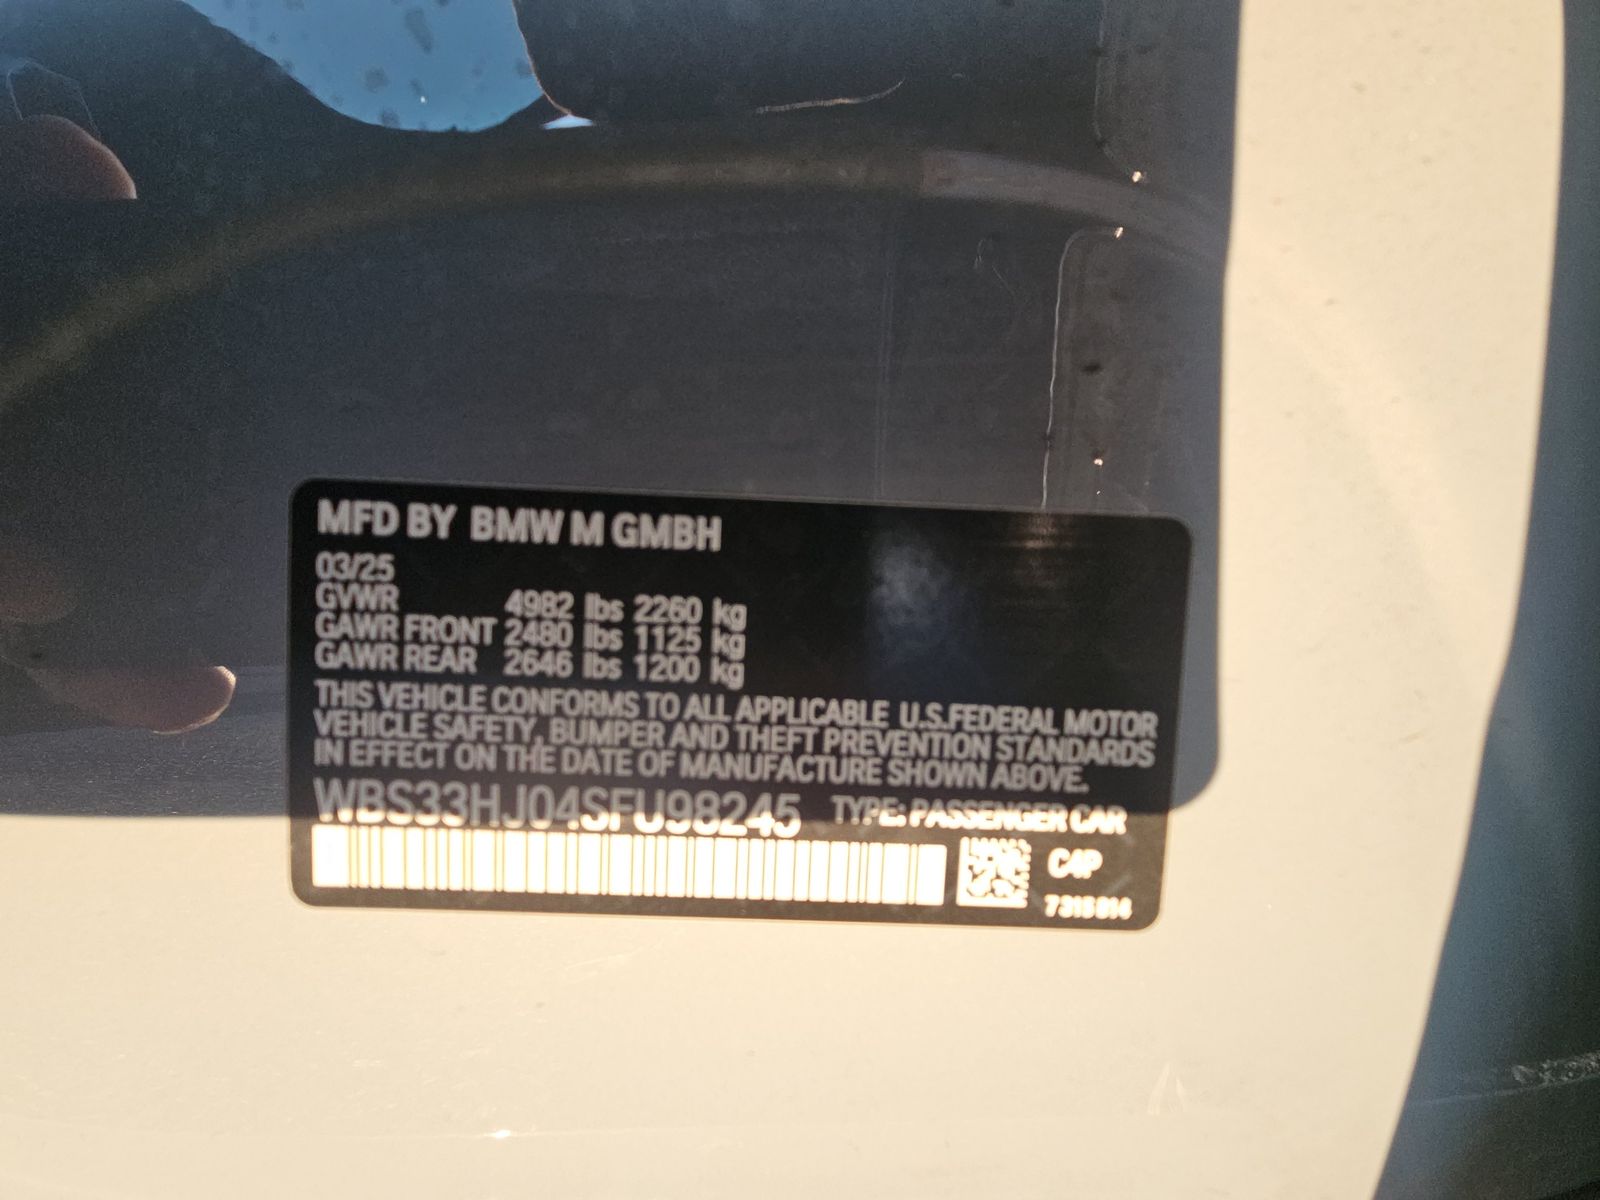 MFD BY BMW M GMBH
03/25
GVWR 4982 lbs 2260 kg
GAWR FRONT 2480 lbs 1125 kg
GAWR REAR 2646 lbs 1200 kg
THIS VEHICLE CONFORMS TO ALL APPLICABLE U.S.FEDERAL MOTOR
VEHICLE SAFETY, BUMPER AND THEFT PREVENTION STANDARDS
IN EFFECT ON THE DATE OF MANUFACTURE SHOWN ABOVE.
WBS33HJ04SFU98245 TYPE: PASSENGER CAR
C4P
7315814